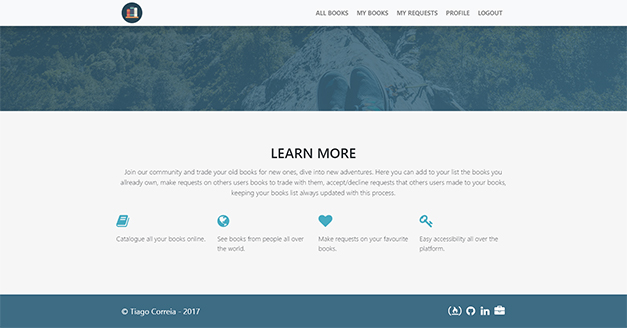 ALL BOOKS MY BOOKS MY REQUESTS PROFILE LOGOUT
LEARN MORE
Join our community and trade your old books for new ones, dive into new adventures. Here you can add to your list the books you
allready own, make requests on others users books to trade with them, accept/decline requests that others users made to your books,
keeping your books list always updated with this process.
Catalogue all your books online.
See books from people all over
the world.
Make requests on your favourite
books.
Easy accessibility all over the
platform.
© Tiago Correia - 2017